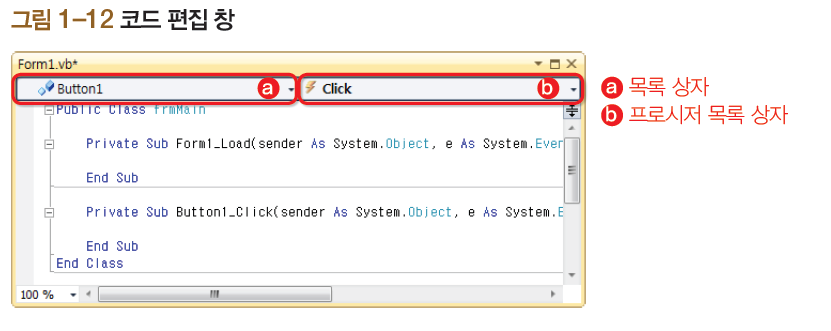 그림 1-12 코드 편집 창
Form1.vb*
Button1 ⓐ Click ⓑ
ⓐ 목록 상자
ⓑ 프로시저 목록 상자
Public Class frmMain
Private Sub Form1_Load(sender As System.Object, e As System.Ever
End Sub
Private Sub Button1_Click(sender As System.Object, e As System.E
End Sub
End Class
100 %